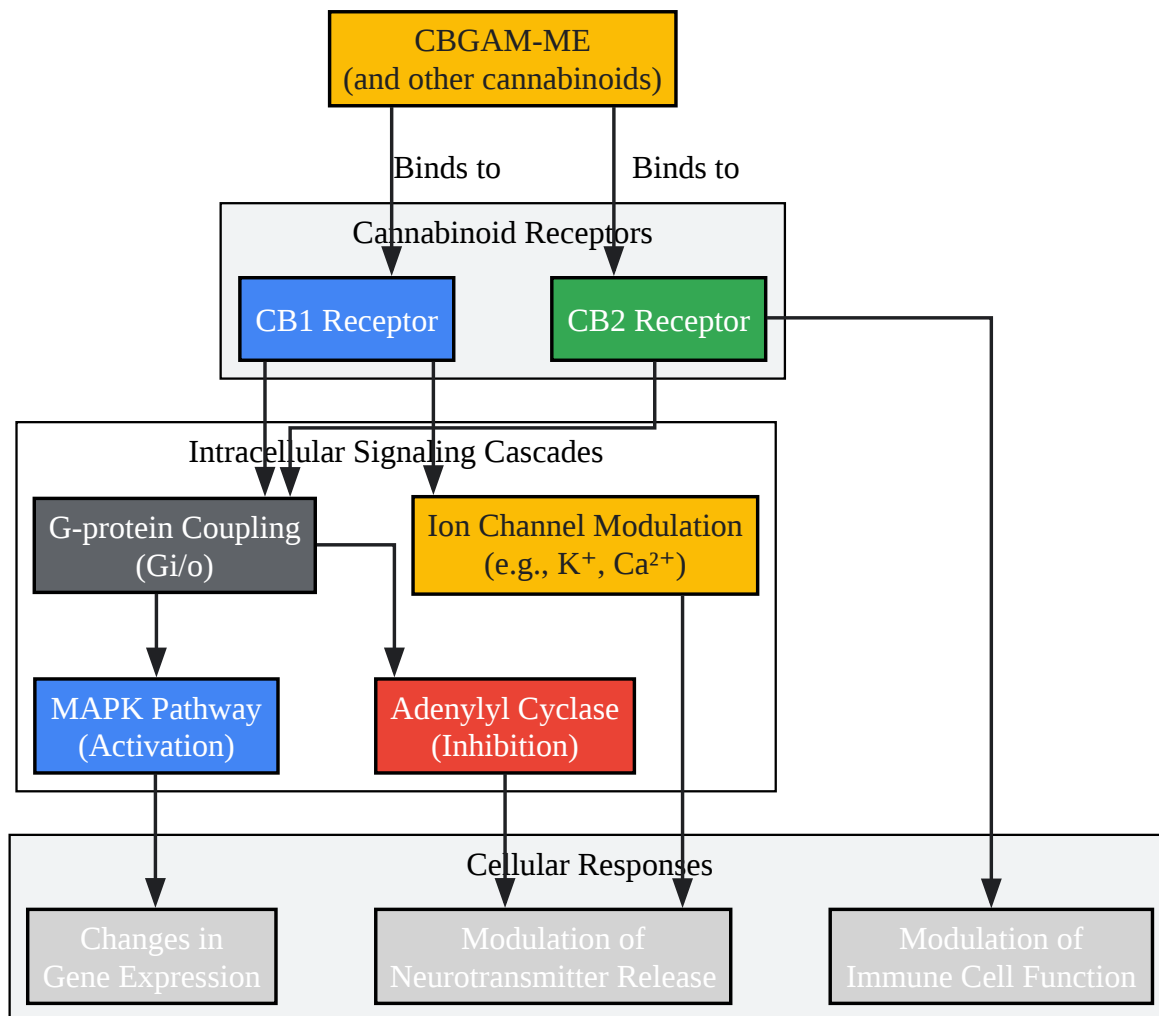 CBGAM-ME
(and other cannabinoids)
Binds to
Binds to
Cannabinoid Receptors
CB1 Receptor
CB2 Receptor
Intracellular Signaling Cascades
G-protein Coupling
(Gi/o)
Ion Channel Modulation
(e.g., K⁺, Ca²⁺)
MAPK Pathway
(Activation)
Adenylyl Cyclase
(Inhibition)
Cellular Responses
Changes in
Gene Expression
Modulation of
Neurotransmitter Release
Modulation of
Immune Cell Function